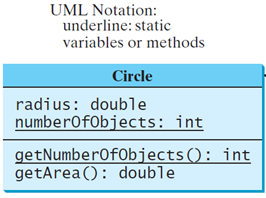 UML Notation:
underline: static
variables or methods
Circle
radius: double
numberOfObjects: int
getNumberOfObjects(): int
getArea(): double